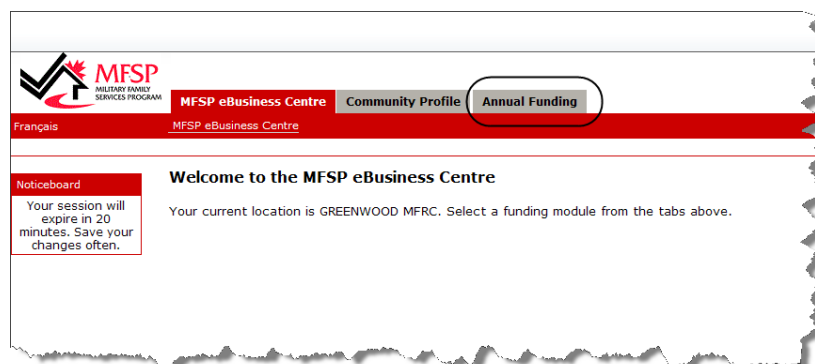 MFSP
MILITARY FAMILY
SERVICES PROGRAM
MFSP eBusiness Centre Community Profile Annual Funding
Français MFSP eBusiness Centre
Noticeboard
Welcome to the MFSP eBusiness Centre
Your session will
expire in 20
minutes. Save your
changes often.
Your current location is GREENWOOD MFRC. Select a funding module from the tabs above.